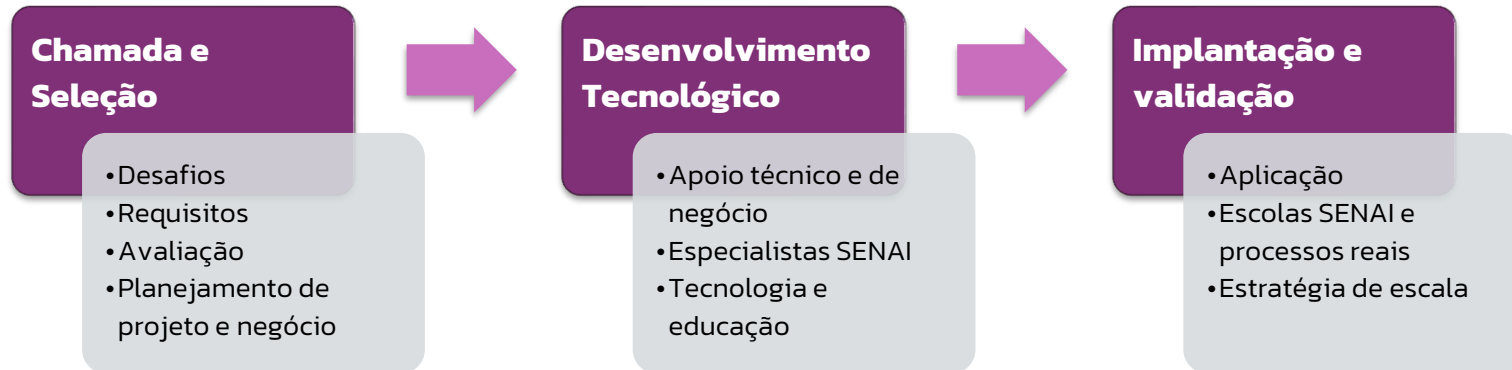 Chamada e
Seleção
•Desafios
•Requisitos
•Avaliação
•Planejamento de
projeto e negócio
Desenvolvimento
Tecnológico
•Apoio técnico e de
negócio
•Especialistas SENAI
•Tecnologia e
educação
Implantação e
validação
•Aplicação
•Escolas SENAI e
processos reais
•Estratégia de escala